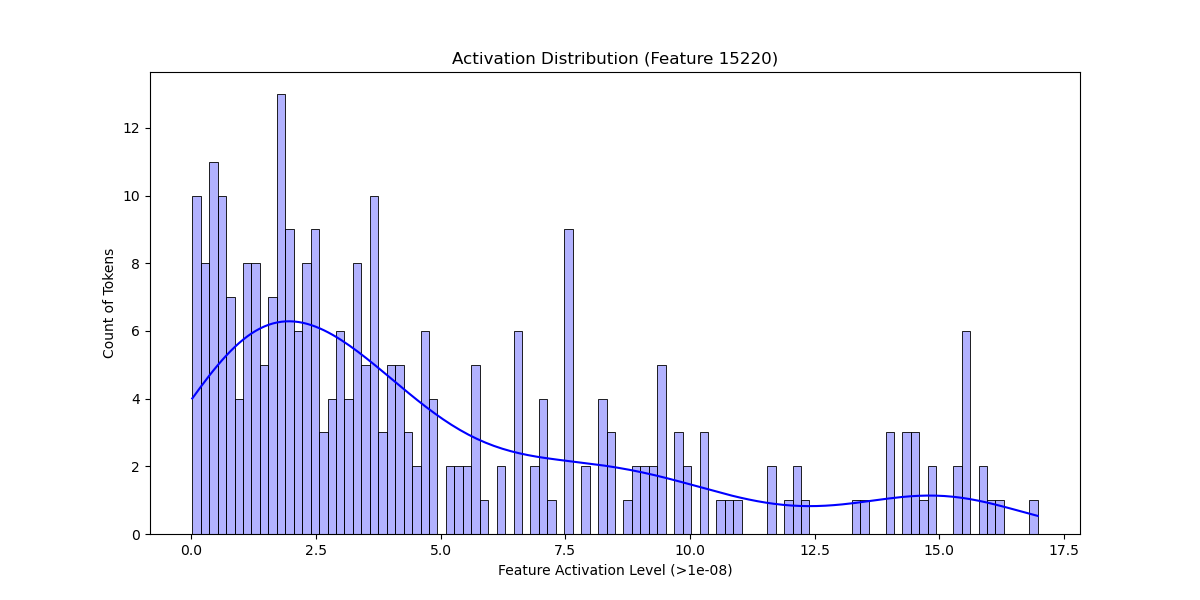 Activation Distribution (Feature 15220)
Count of Tokens
12
10
8
6
4
2
0
0.0 2.5 5.0 7.5 10.0 12.5 15.0 17.5
Feature Activation Level (>1e-08)